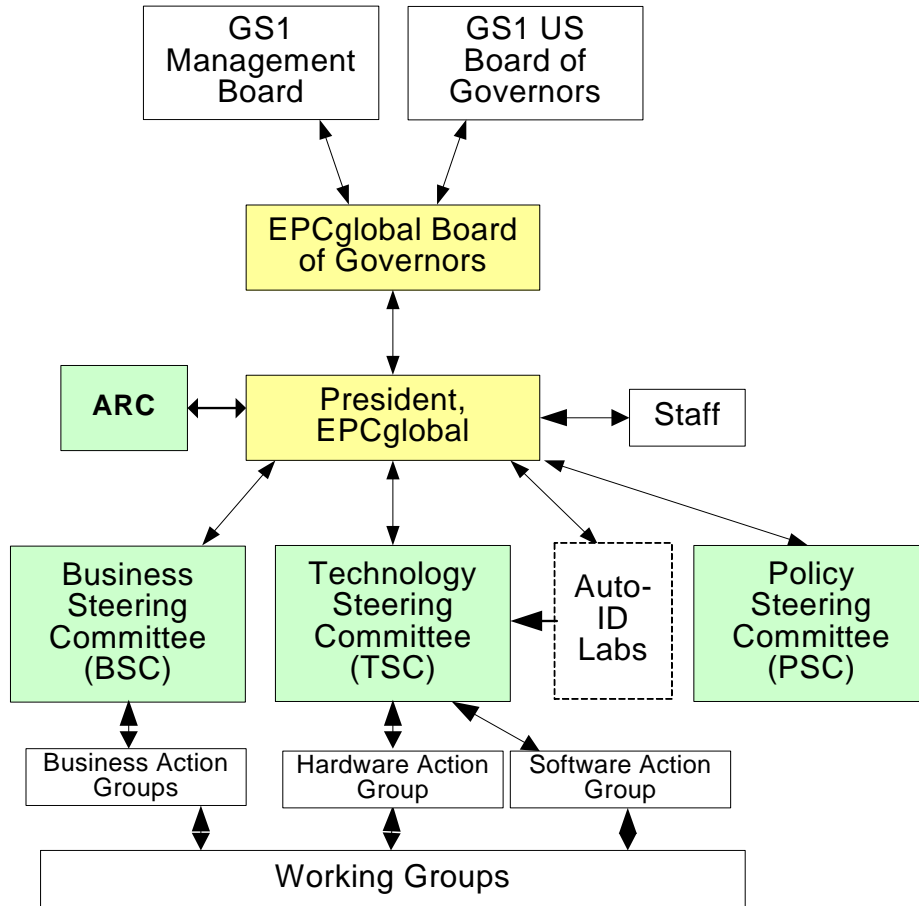 GS1
Management
Board
GS1 US
Board of
Governors
EPCglobal Board
of Governors
ARC
President,
EPCglobal
Staff
Business
Steering
Committee
(BSC)
Technology
Steering
Committee
(TSC)
Auto-
ID
Labs
Policy
Steering
Committee
(PSC)
Business Action
Groups
Hardware Action
Group
Software Action
Group
Working Groups